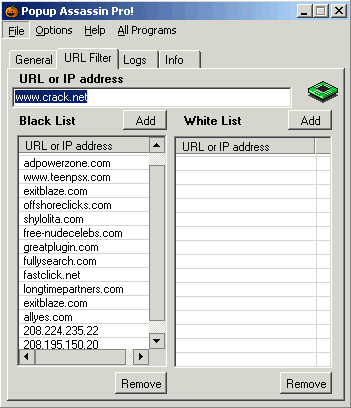 Popup Assassin Pro!
File Options Help All Programs
General URL Filter Logs Info
URL or IP address
www.crack.net
Black List Add White List Add
URL or IP address URL or IP address
adpowerzone.com
www.teenpsx.com
exitblaze.com
offshoreclicks.com
shylolita.com
free-nudecelebs.com
greatplugin.com
fullysearch.com
fastclick.net
longtimepartners.com
exitblaze.com
allyes.com
208.224.235.22
208.195.150.20
Remove Remove